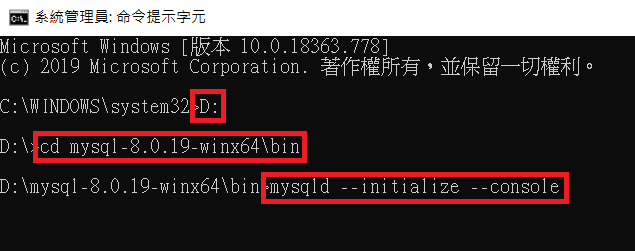 系統管理員: 命令提示字元
Microsoft Windows [版本 10.0.18363.778]
(c) 2019 Microsoft Corporation. 著作權所有，並保留一切權利。
C:\WINDOWS\system32>D:
D:\>cd mysql-8.0.19-winx64\bin
D:\mysql-8.0.19-winx64\bin>mysqld --initialize --console